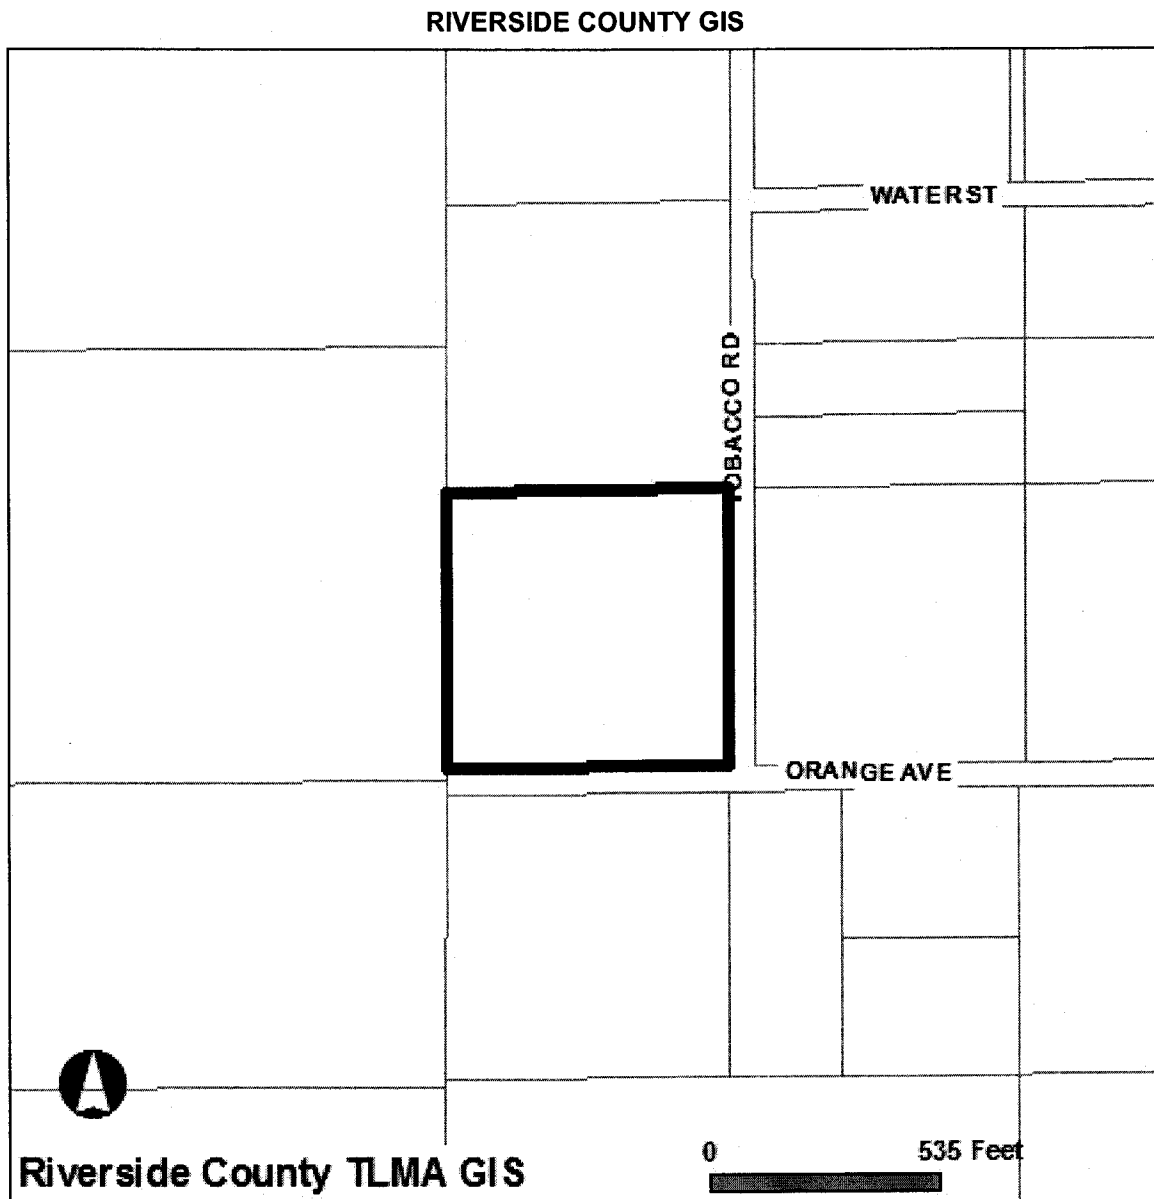 RIVERSIDE COUNTY GIS
WATER ST
TOBACCO RD
ORANGE AVE
0 535 Feet
Riverside County TLMA GIS